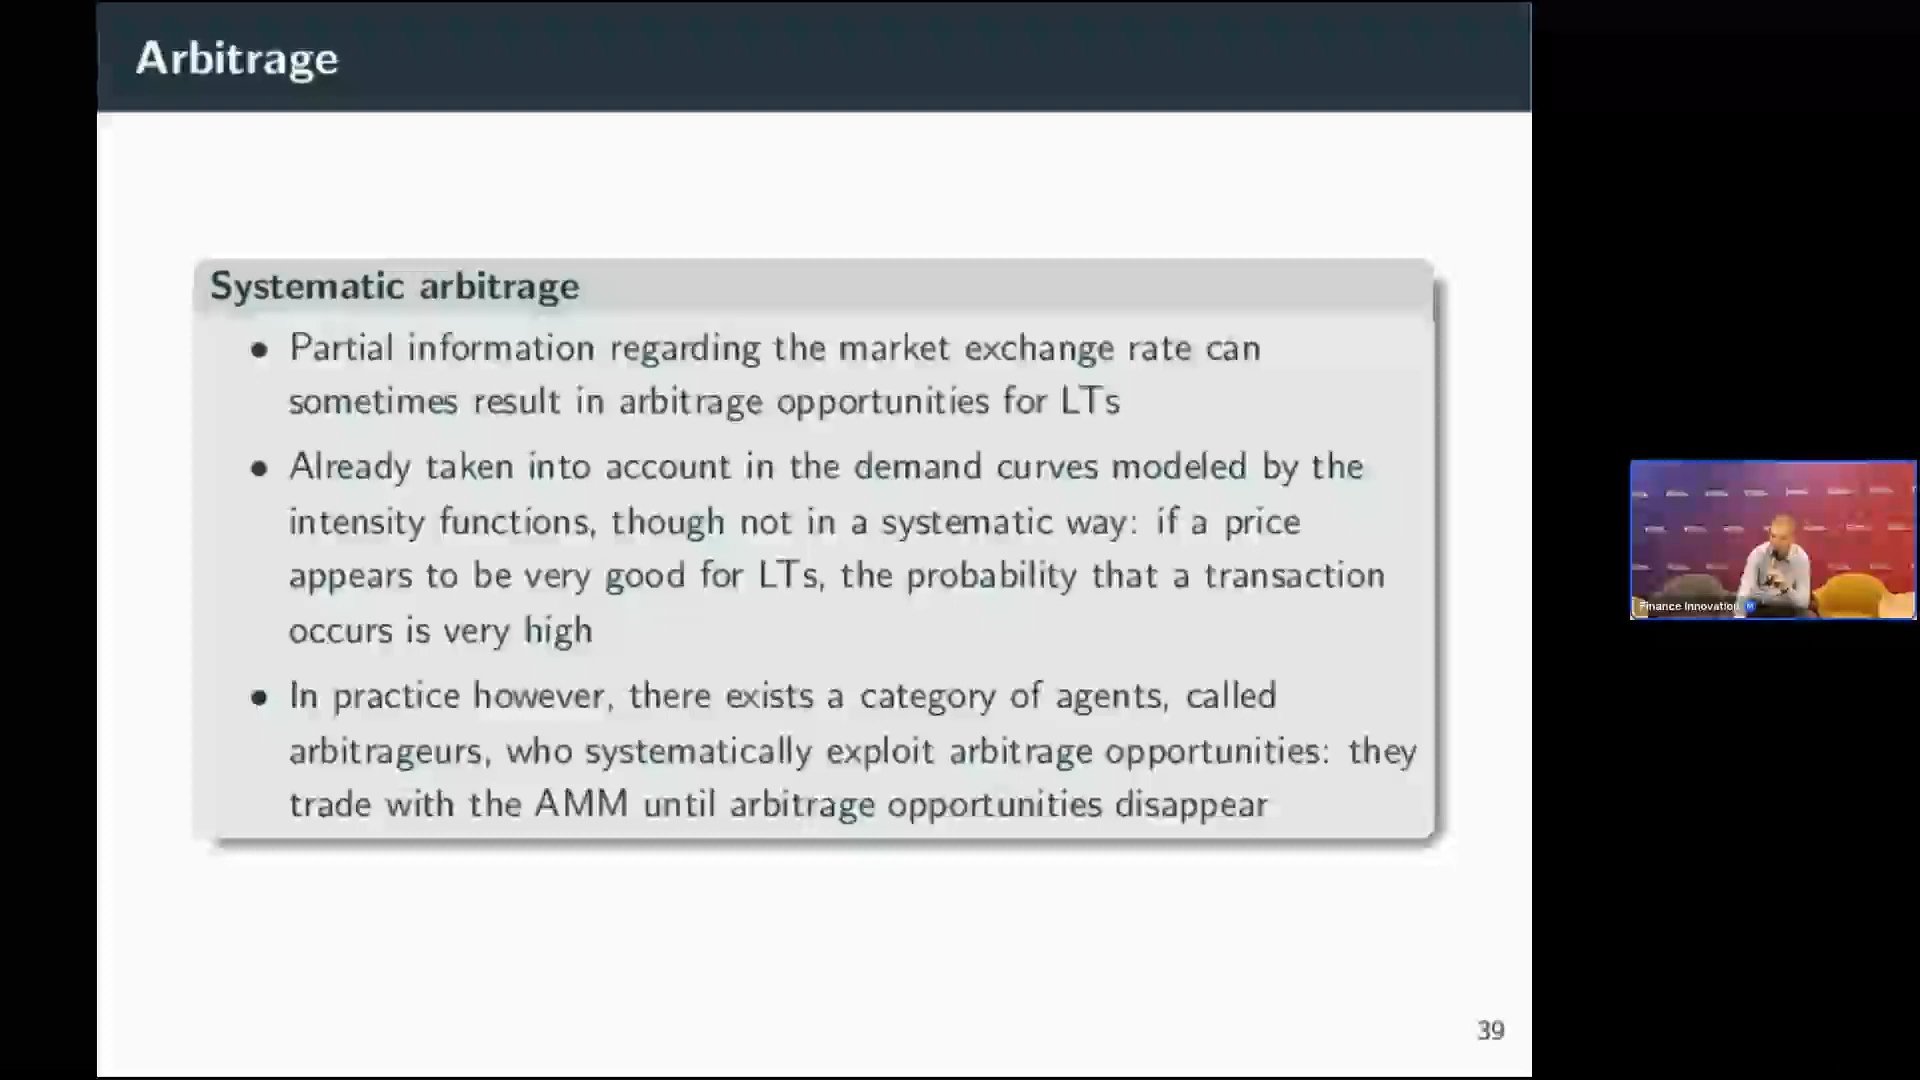 Arbitrage
Systematic arbitrage
• Partial information regarding the market exchange rate can
sometimes result in arbitrage opportunities for LTs
• Already taken into account in the demand curves modeled by the
intensity functions, though not in a systematic way: if a price
appears to be very good for LTs, the probability that a transaction
occurs is very high
• In practice however, there exists a category of agents, called
arbitrageurs, who systematically exploit arbitrage opportunities: they
trade with the AMM until arbitrage opportunities disappear
39
Finance Innovation